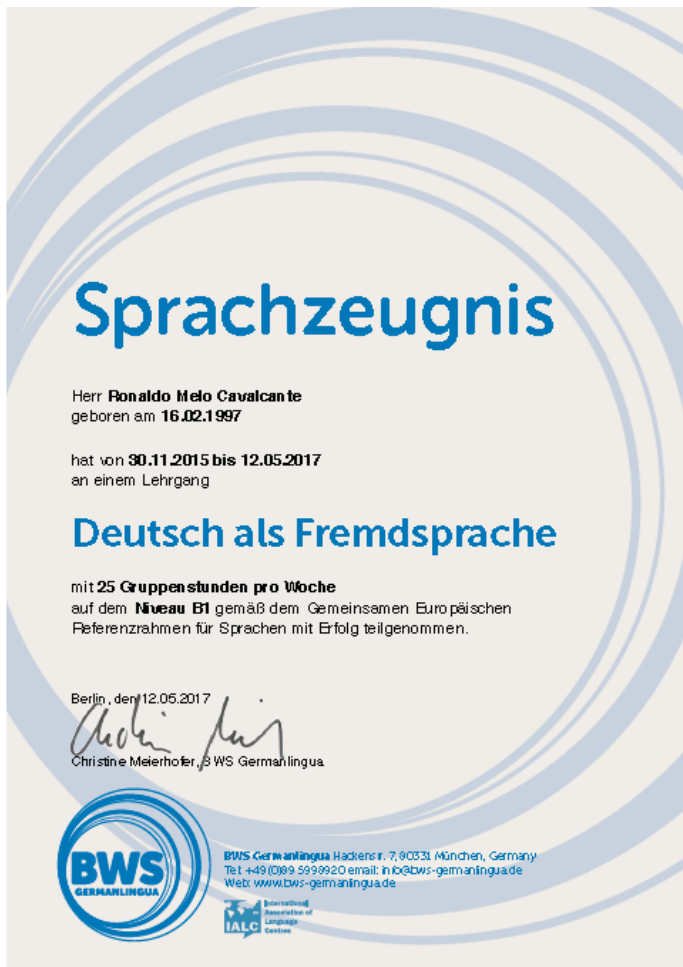 Sprachzeugnis
Herr Ronaldo Melo Cavalcante
geboren am 16.02.1997
hat von 30.11.2015 bis 12.05.2017
an einem Lehrgang
Deutsch als Fremdsprache
mit 25 Gruppenstunden pro Woche
auf dem Niveau B1 gemäß dem Gemeinsamen Europäischen
Referenzrahmen für Sprachen mit Erfolg teilgenommen.
Berlin, den 12.05.2017
Christine Meierhofer, BWS Germanlingua
BWS
GERMANLINGUA
BWS Germanlingua Hackenstr. 7, 80331 München, Germany
Tel: +49 (0)89 5998920 email: info@bws-germanlingua.de
Web: www.bws-germanlingua.de
IALC
International
Association of
Language
Centres